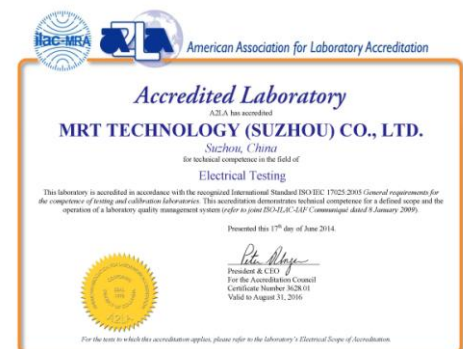 ilac-MRA
A2LA
American Association for Laboratory Accreditation
Accredited Laboratory
A2LA has accredited
MRT TECHNOLOGY (SUZHOU) CO., LTD.
Suzhou, China
for technical competence in the field of
Electrical Testing
This laboratory is accredited in accordance with the recognized International Standard ISO/IEC 17025:2005 General requirements for
the competence of testing and calibration laboratories. This accreditation demonstrates technical competence for a defined scope and the
operation of a laboratory quality management system (refer to joint ISO-ILAC-IAF Communiqué dated 8 January 2009).
Presented this 17th day of June 2014.
President & CEO
For the Accreditation Council
Certificate Number 3628.01
Valid to August 31, 2016
A2LA
For the tests to which this accreditation applies, please refer to the laboratory's Electrical Scope of Accreditation.